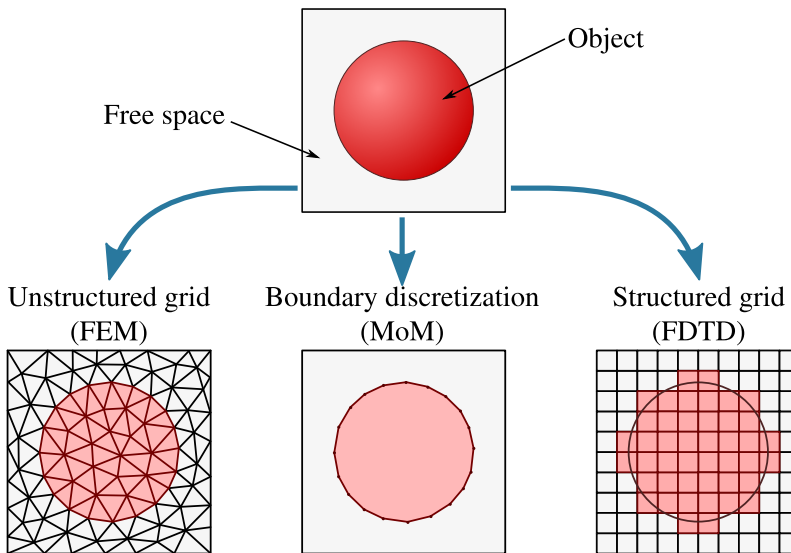 Object
Free space
Unstructured grid
(FEM)
Boundary discretization
(MoM)
Structured grid
(FDTD)